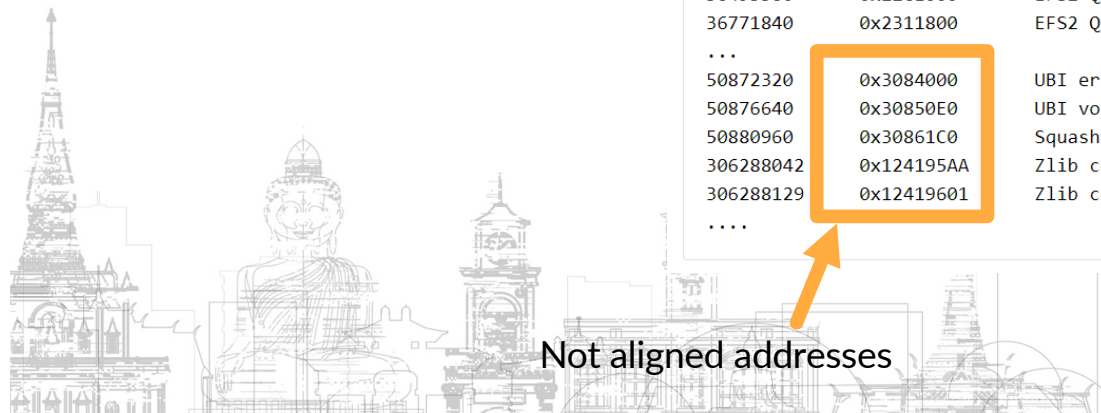 36771840 0x2311800 EFS2 Q
...
50872320 0x3084000 UBI er
50876640 0x30850E0 UBI vo
50880960 0x30861C0 Squash
306288042 0x124195AA Zlib c
306288129 0x12419601 Zlib c
....
Not aligned addresses